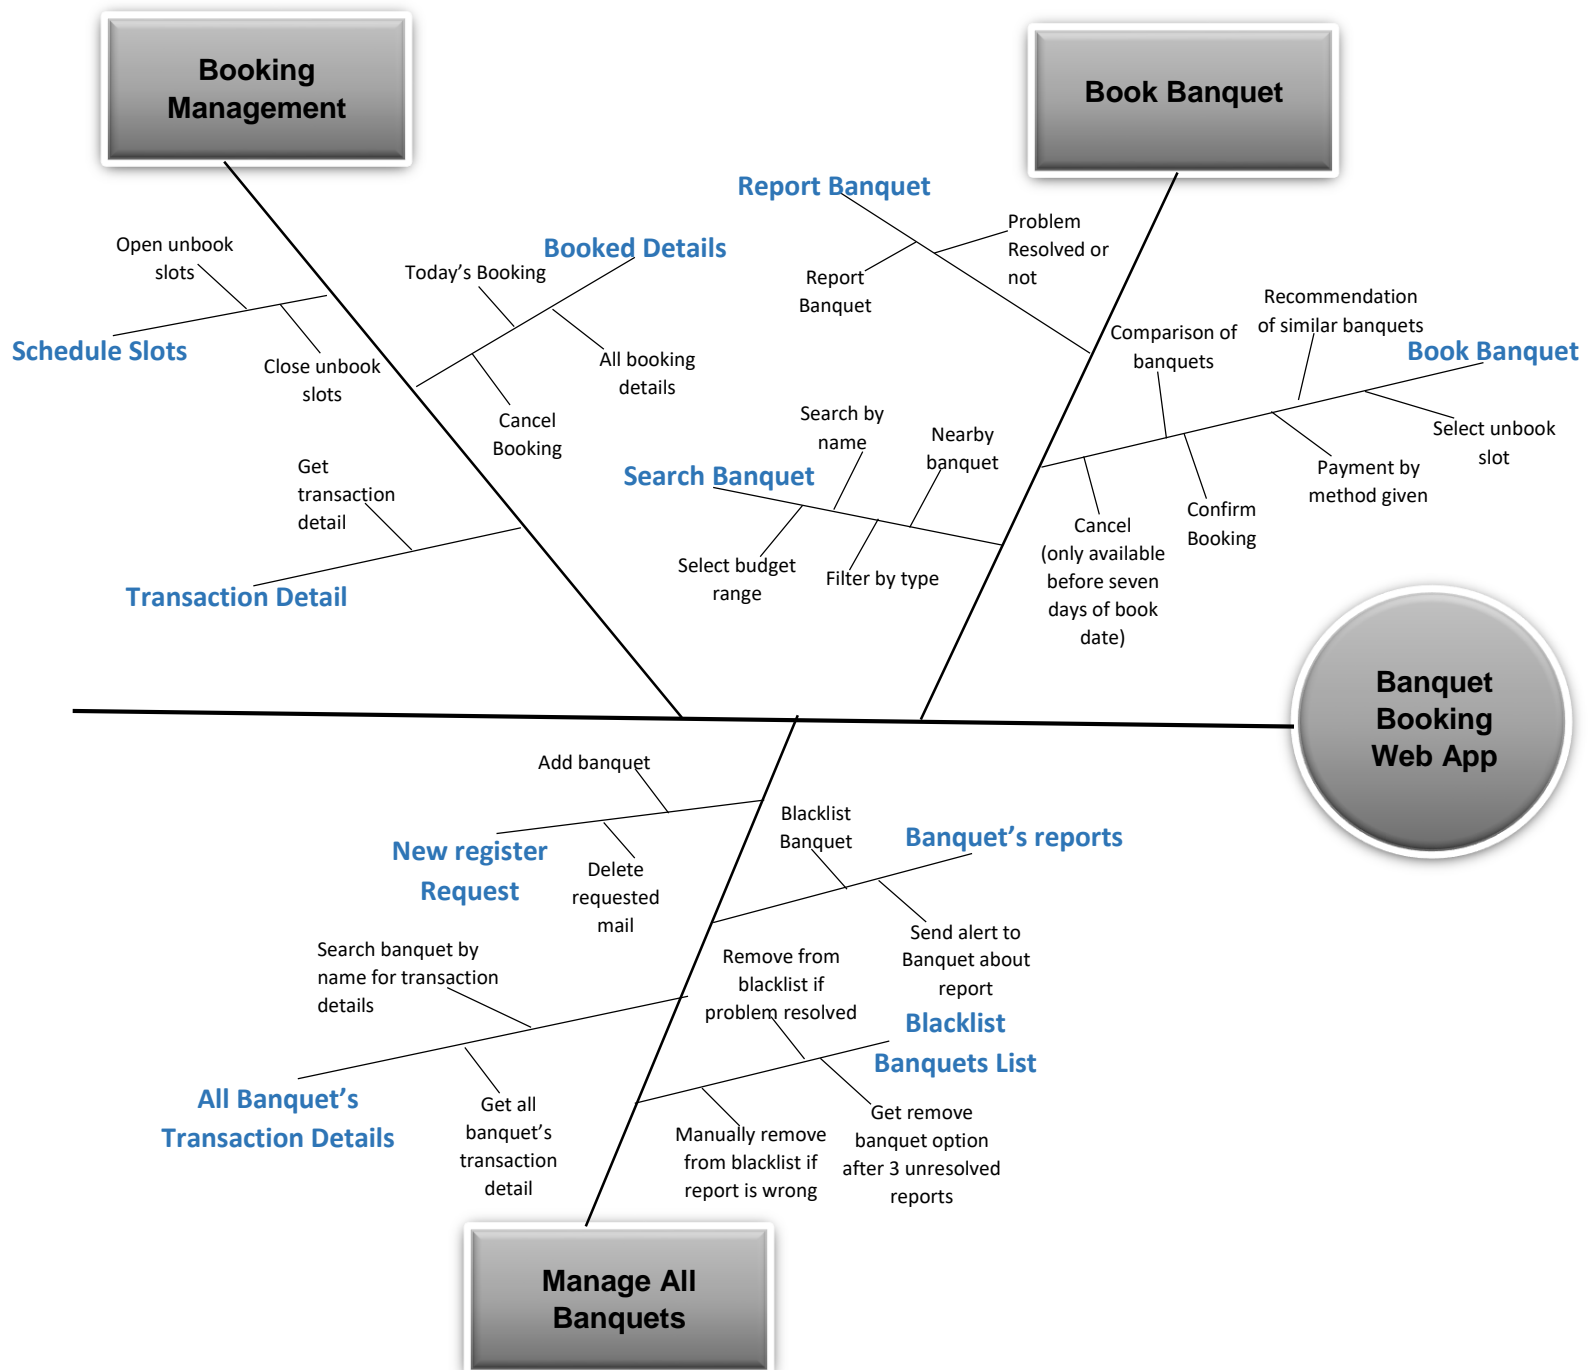 Booking
Management
Book Banquet
Report Banquet
Problem
Resolved or
not
Report
Banquet
Open unbook
slots
Today’s Booking
Booked Details
Schedule Slots
Close unbook
slots
All booking
details
Cancel
Booking
Recommendation
of similar banquets
Comparison of
banquets
Book Banquet
Select unbook
slot
Payment by
method given
Confirm
Booking
Cancel
(only available
before seven
days of book
date)
Search by
name
Nearby
banquet
Search Banquet
Select budget
range
Filter by type
Get
transaction
detail
Transaction Detail
Banquet
Booking
Web App
Add banquet
New register
Request
Delete
requested
mail
Blacklist
Banquet
Banquet’s reports
Send alert to
Banquet about
report
Search banquet by
name for transaction
details
All Banquet’s
Transaction Details
Get all
banquet’s
transaction
detail
Remove from
blacklist if
problem resolved
Blacklist
Banquets List
Manually remove
from blacklist if
report is wrong
Get remove
banquet option
after 3 unresolved
reports
Manage All
Banquets